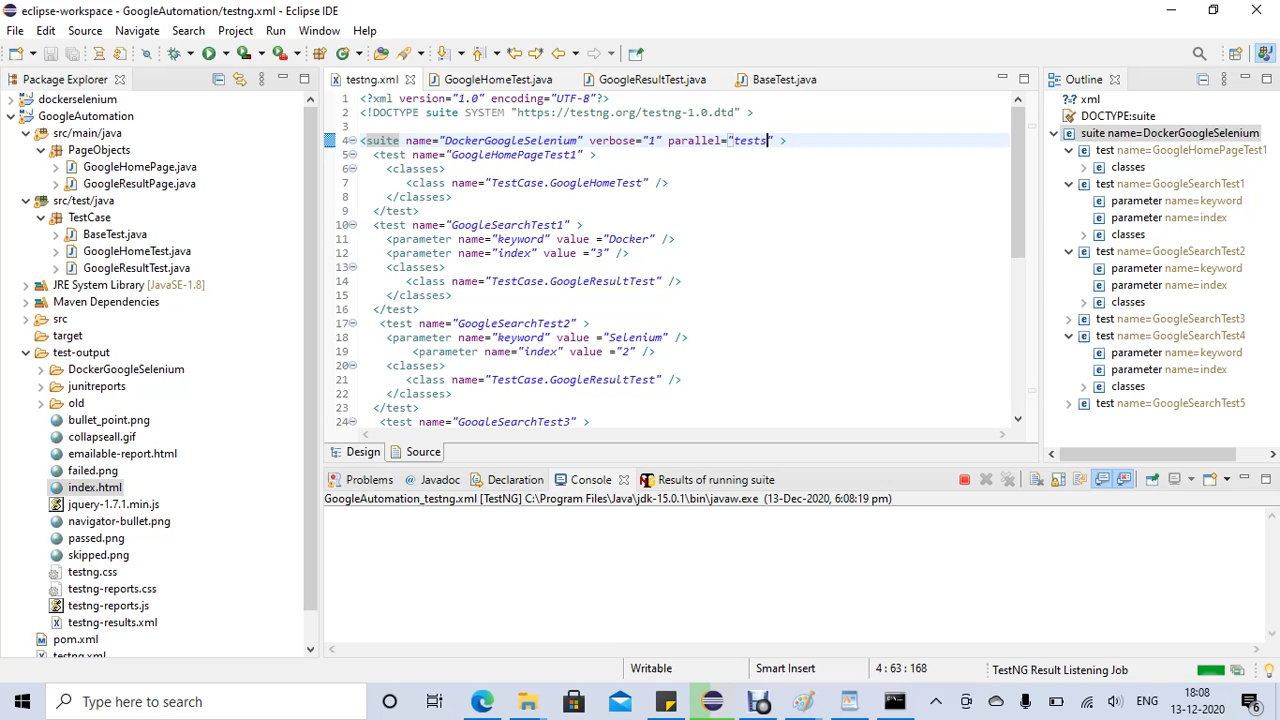 eclipse-workspace - GoogleAutomation/testng.xml - Eclipse IDE
File Edit Source Navigate Search Project Run Window Help
Package Explorer
dockerselenium
GoogleAutomation
src/main/java
PageObjects
GoogleHomePage.java
GoogleResultPage.java
src/test/java
TestCase
BaseTest.java
GoogleHomeTest.java
GoogleResultTest.java
JRE System Library [JavaSE-1.8]
Maven Dependencies
src
target
test-output
DockerGoogleSelenium
junitreports
old
bullet_point.png
collapseall.gif
emailable-report.html
failed.png
index.html
jquery-1.7.1.min.js
navigator-bullet.png
passed.png
skipped.png
testng.css
testng-reports.css
testng-reports.js
testng-results.xml
pom.xml
testng.xml
testng.xml GoogleHomeTest.java GoogleResultTest.java BaseTest.java
1 <?xml version="1.0" encoding="UTF-8"?>
2 <!DOCTYPE suite SYSTEM "https://testng.org/testng-1.0.dtd" >
3
4 <suite name="DockerGoogleSelenium" verbose="1" parallel="tests" >
5 <test name="GoogleHomePageTest1" >
6 <classes>
7 <class name="TestCase.GoogleHomeTest" />
8 </classes>
9 </test>
10 <test name="GoogleSearchTest1" >
11 <parameter name="keyword" value ="Docker" />
12 <parameter name="index" value ="3" />
13 <classes>
14 <class name="TestCase.GoogleResultTest" />
15 </classes>
16 </test>
17 <test name="GoogleSearchTest2" >
18 <parameter name="keyword" value ="Selenium" />
19 <parameter name="index" value ="2" />
20 <classes>
21 <class name="TestCase.GoogleResultTest" />
22 </classes>
23 </test>
24 <test name="GoogleSearchTest3" >
Design Source
Outline
xml
DOCTYPE:suite
suite name=DockerGoogleSelenium
test name=GoogleHomePageTest1
classes
test name=GoogleSearchTest1
parameter name=keyword
parameter name=index
classes
test name=GoogleSearchTest2
parameter name=keyword
parameter name=index
classes
test name=GoogleSearchTest3
test name=GoogleSearchTest4
parameter name=keyword
parameter name=index
classes
test name=GoogleSearchTest5
Problems Javadoc Declaration Console Results of running suite
GoogleAutomation_testng.xml [TestNG] C:\Program Files\Java\jdk-15.0.1\bin\javaw.exe (13-Dec-2020, 6:08:19 pm)
Writable Smart Insert 4 : 63 : 168 TestNG Result Listening Job
Type here to search
ENG
18:08
13-12-2020
6